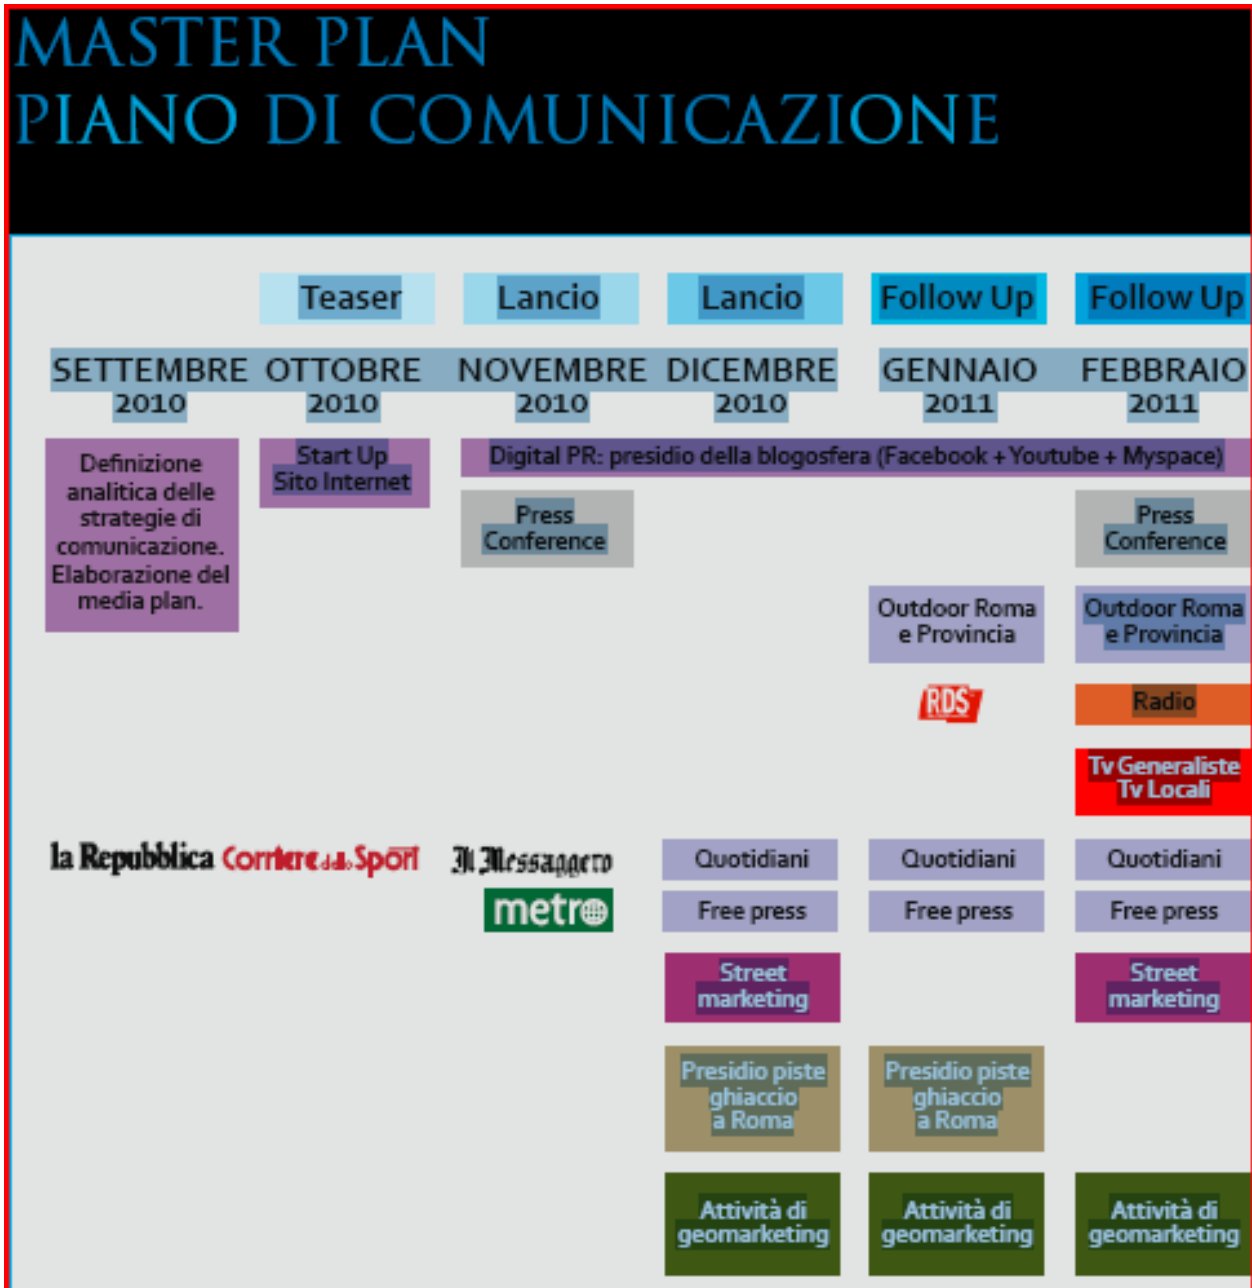 MASTER PLAN
PIANO DI COMUNICAZIONE
Teaser
Lancio
Lancio
Follow Up
Follow Up
SETTEMBRE
2010
OTTOBRE
2010
NOVEMBRE
2010
DICEMBRE
2010
GENNAIO
2011
FEBBRAIO
2011
Definizione
analitica delle
strategie di
comunicazione.
Elaborazione del
media plan.
Start Up
Sito Internet
Digital PR: presidio della blogosfera (Facebook + Youtube + Myspace)
Press
Conference
Press
Conference
Outdoor Roma
e Provincia
Outdoor Roma
e Provincia
RDS
Radio
Tv Generaliste
Tv Locali
la Repubblica
Corriere dello Sport
Il Messaggero
metro
Quotidiani
Quotidiani
Quotidiani
Free press
Free press
Free press
Street
marketing
Street
marketing
Presidio piste
ghiaccio
a Roma
Presidio piste
ghiaccio
a Roma
Attività di
geomarketing
Attività di
geomarketing
Attività di
geomarketing